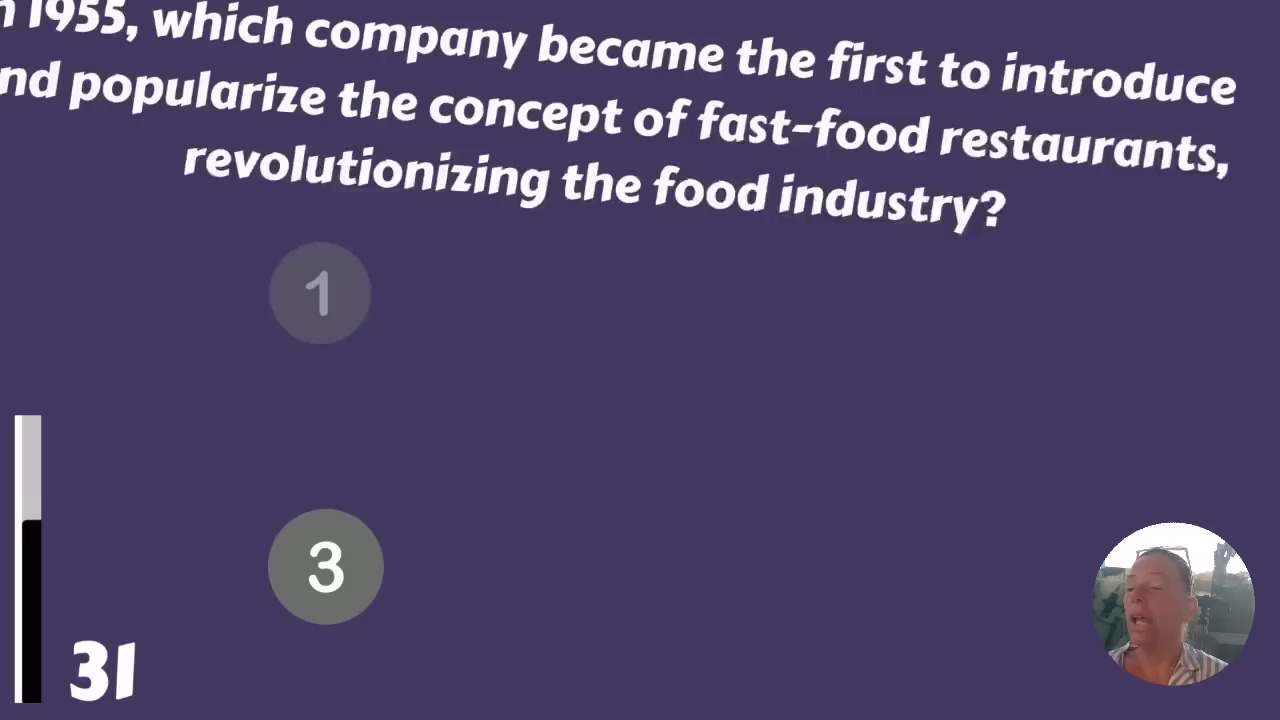 n 1955, which company became the first to introduce
nd popularize the concept of fast-food restaurants,
revolutionizing the food industry?
1
3
31